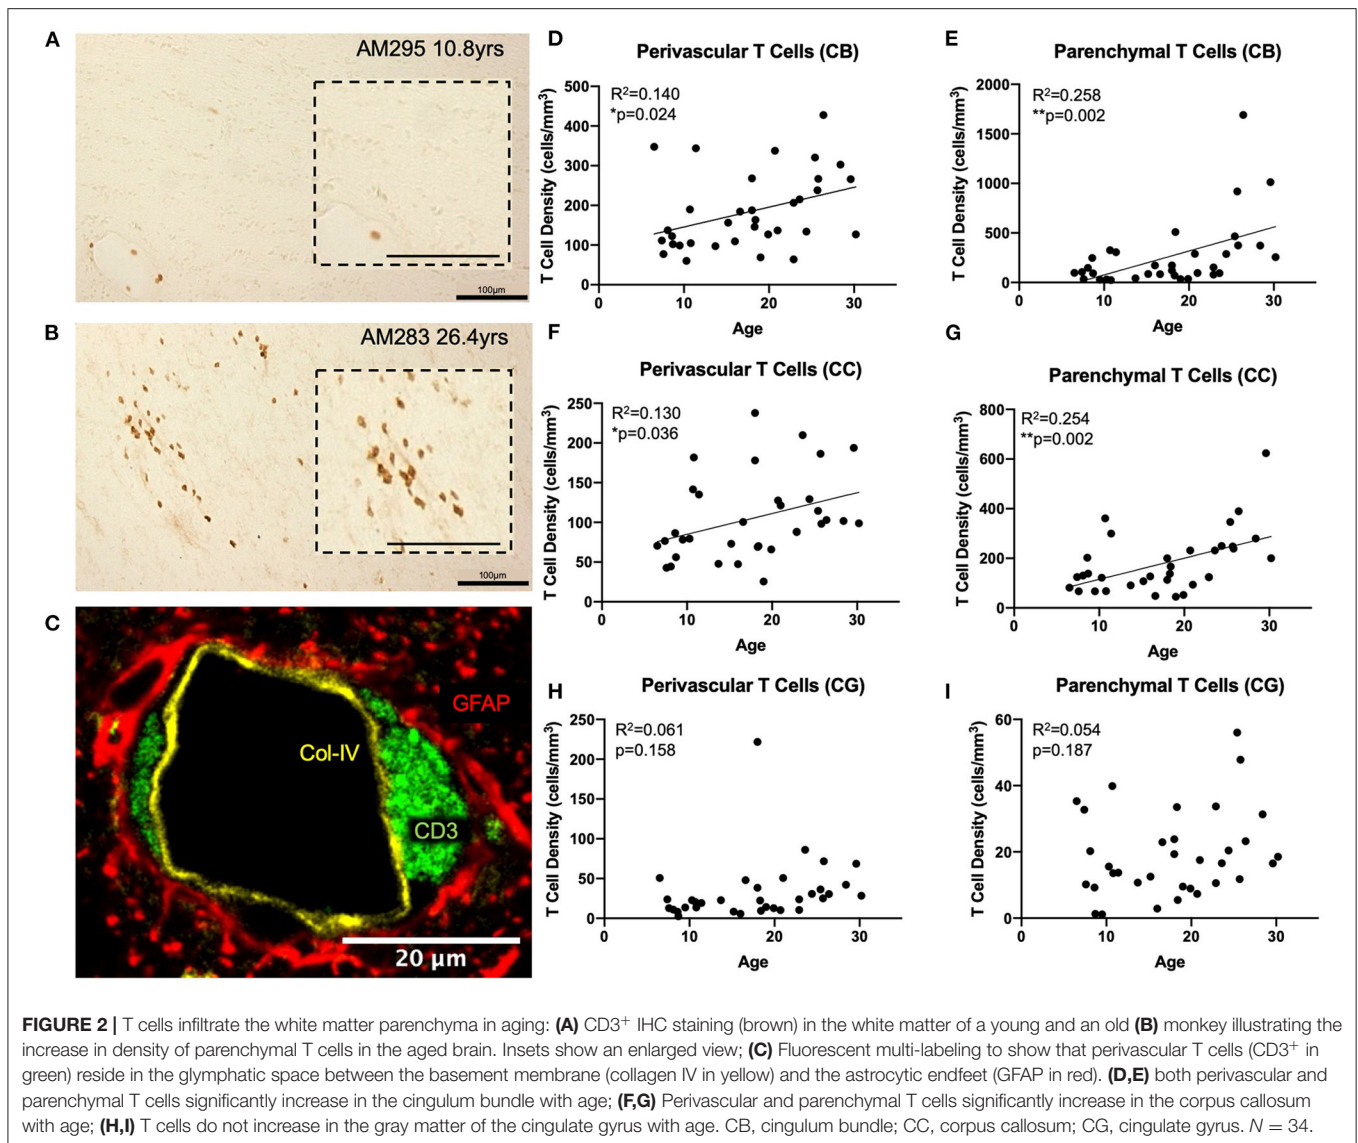 A
AM295 10.8yrs
100µm
B
AM283 26.4yrs
100µm
C
GFAP
Col-IV
CD3
20 µm
D
Perivascular T Cells (CB)
T Cell Density (cells/mm³)
R²=0.140
*p=0.024
500
400
300
200
100
0
0
10
20
30
Age
E
Parenchymal T Cells (CB)
T Cell Density (cells/mm³)
R²=0.258
**p=0.002
2000
1500
1000
500
0
0
10
20
30
Age
F
Perivascular T Cells (CC)
T Cell Density (cells/mm³)
R²=0.130
*p=0.036
250
200
150
100
50
0
0
10
20
30
Age
G
Parenchymal T Cells (CC)
T Cell Density (cells/mm³)
R²=0.254
**p=0.002
800
600
400
200
0
0
10
20
30
Age
H
Perivascular T Cells (CG)
T Cell Density (cells/mm³)
R²=0.061
p=0.158
250
200
150
100
50
0
0
10
20
30
Age
I
Parenchymal T Cells (CG)
T Cell Density (cells/mm³)
R²=0.054
p=0.187
60
40
20
0
0
10
20
30
Age
FIGURE 2 | T cells infiltrate the white matter parenchyma in aging: (A) CD3⁺ IHC staining (brown) in the white matter of a young and an old (B) monkey illustrating the
increase in density of parenchymal T cells in the aged brain. Insets show an enlarged view; (C) Fluorescent multi-labeling to show that perivascular T cells (CD3⁺ in
green) reside in the glymphatic space between the basement membrane (collagen IV in yellow) and the astrocytic endfeet (GFAP in red). (D,E) both perivascular and
parenchymal T cells significantly increase in the cingulum bundle with age; (F,G) Perivascular and parenchymal T cells significantly increase in the corpus callosum
with age; (H,I) T cells do not increase in the gray matter of the cingulate gyrus with age. CB, cingulum bundle; CC, corpus callosum; CG, cingulate gyrus. N = 34.